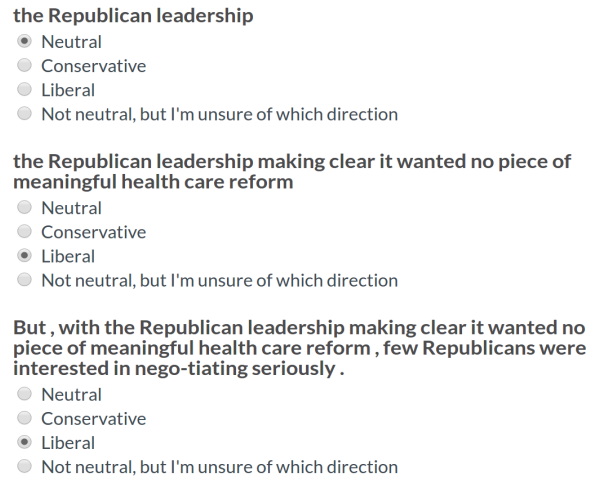 the Republican leadership
Neutral
Conservative
Liberal
Not neutral, but I'm unsure of which direction
the Republican leadership making clear it wanted no piece of
meaningful health care reform
Neutral
Conservative
Liberal
Not neutral, but I'm unsure of which direction
But , with the Republican leadership making clear it wanted no
piece of meaningful health care reform , few Republicans were
interested in nego-tiating seriously .
Neutral
Conservative
Liberal
Not neutral, but I'm unsure of which direction